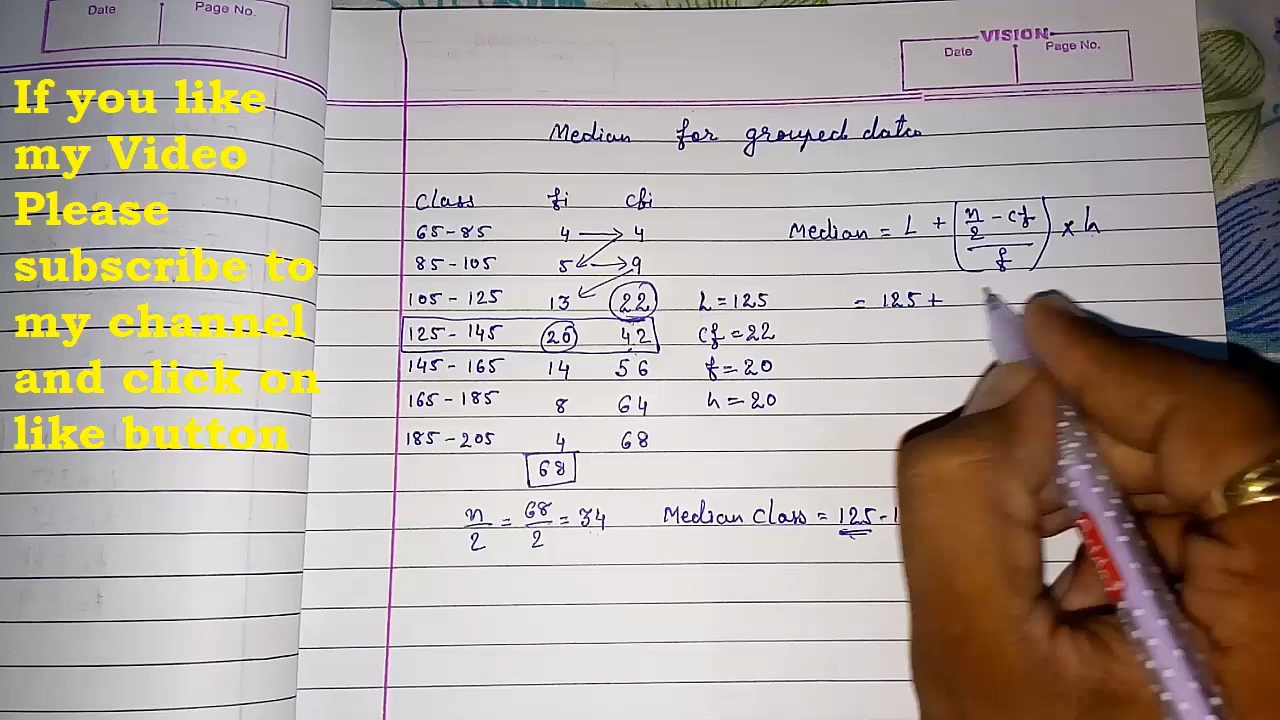 Date Page No.
If you like
my Video
Please
subscribe to
my channel
and click on
like button
VISION
Date Page No.
Median for grouped data
Class fi cfi
65-85 4 4
85-105 5 9
105-125 13 22
125-145 20 42
145-165 14 56
165-185 8 64
185-205 4 68
68
n/2 = 68/2 = 34
Median = L + (n/2 - cf / f) × h
L = 125 = 125 +
cf = 22
f = 20
h = 20
Median Class = 125-1